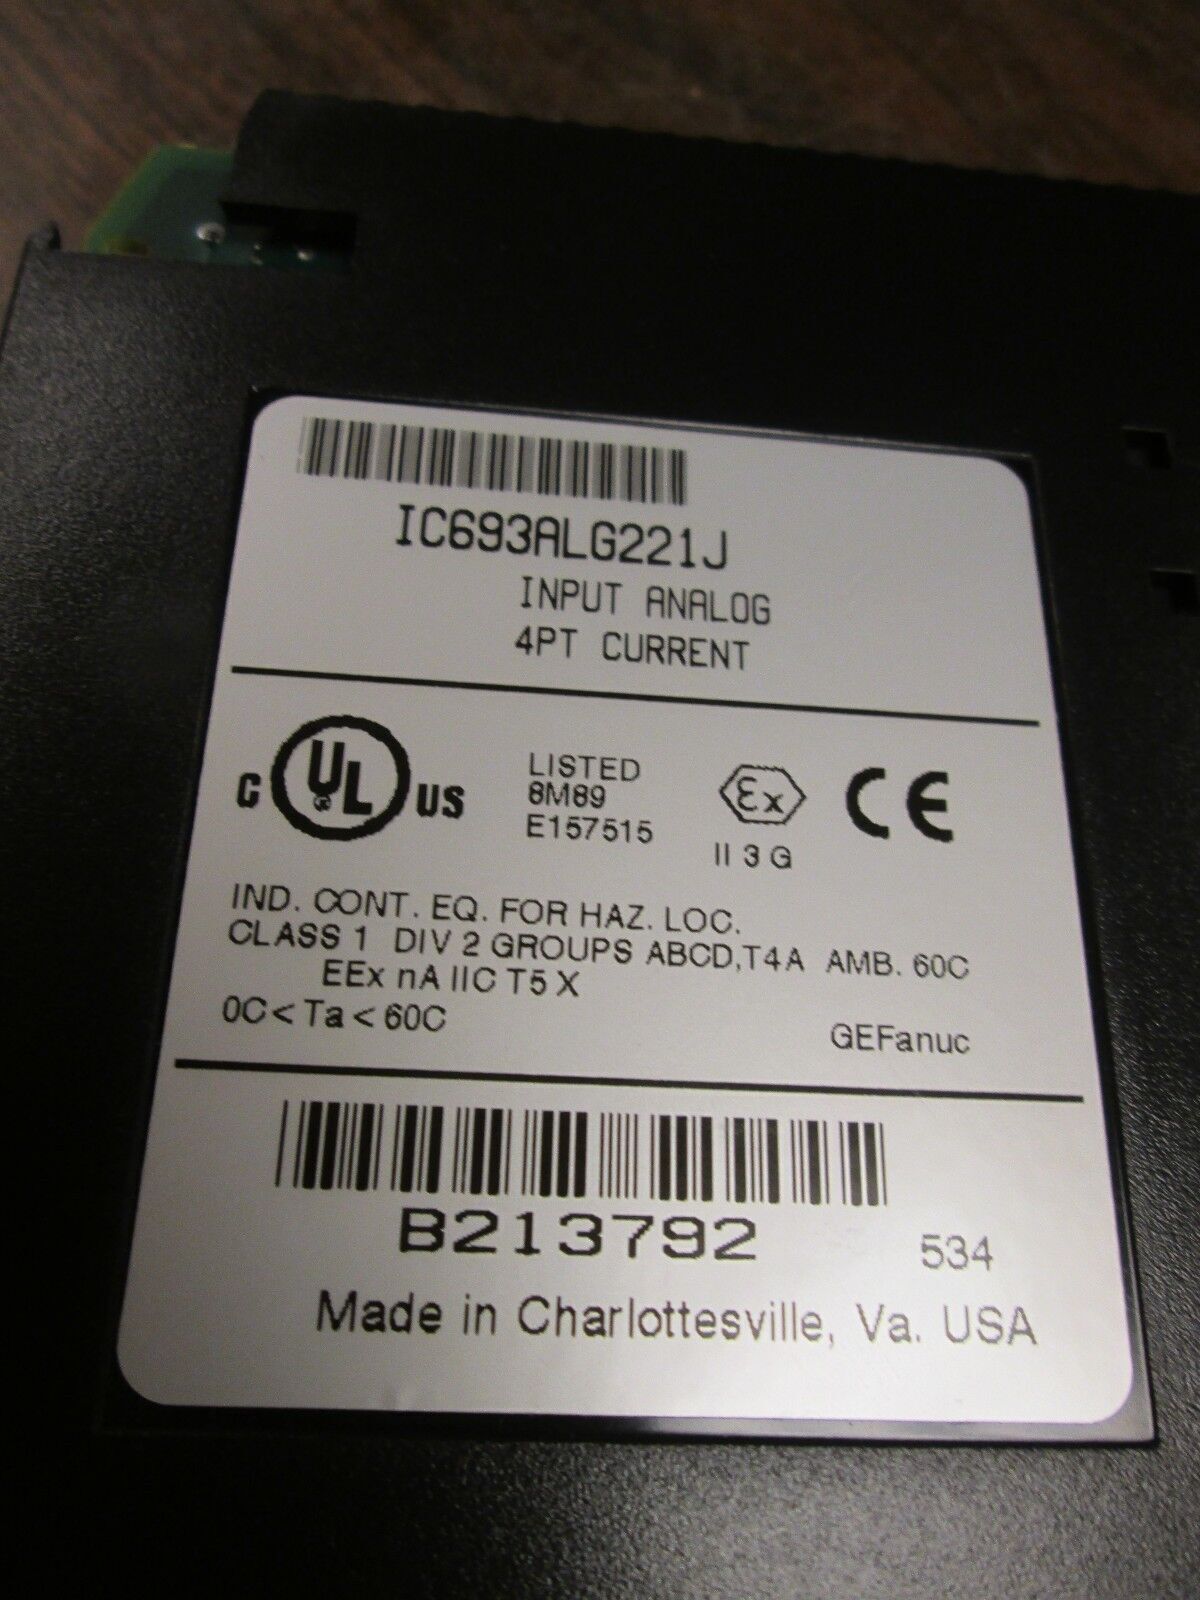 IC693ALG221J
INPUT ANALOG
4PT CURRENT
C UL US
LISTED
8M89
E157515
Ex
II 3 G
CE
IND. CONT. EQ. FOR HAZ. LOC.
CLASS 1 DIV 2 GROUPS ABCD,T4A AMB. 60C
EEx nA IIC T5 X
0C < Ta < 60C
GEFanuc
B213792
534
Made in Charlottesville, Va. USA